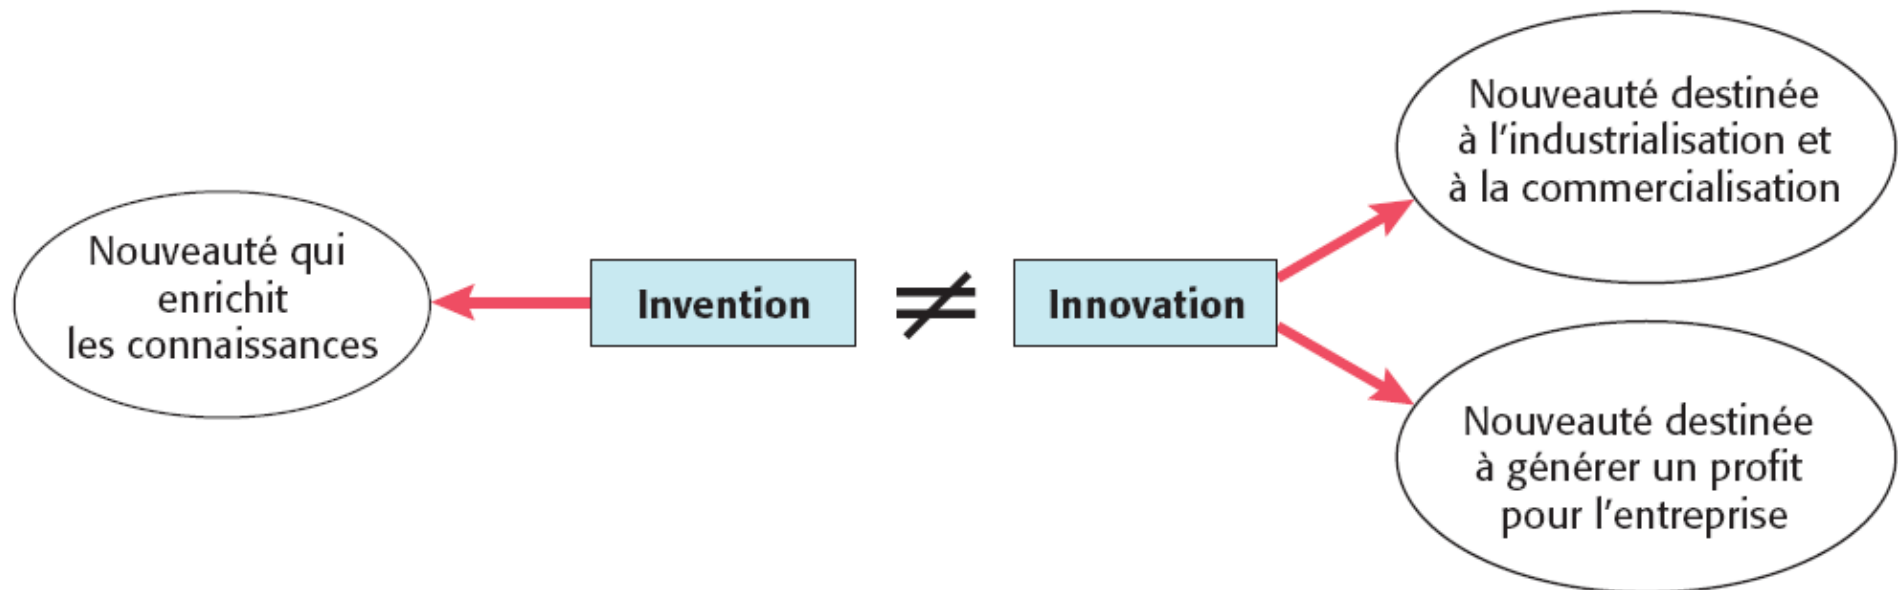 Nouveauté qui
enrichit
les connaissances
Invention
≠
Innovation
Nouveauté destinée
à l'industrialisation et
à la commercialisation
Nouveauté destinée
à générer un profit
pour l'entreprise